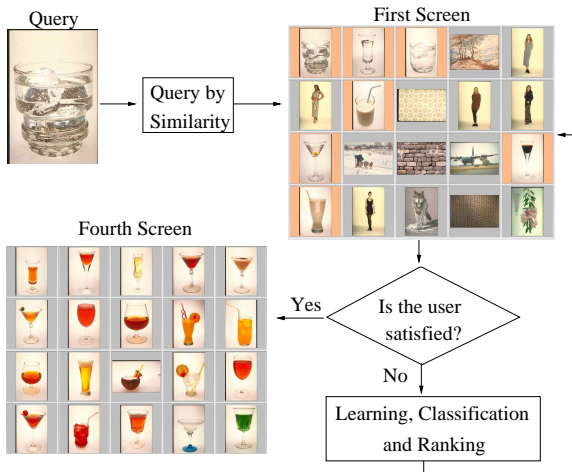 Query
First Screen
Query by
Similarity
Fourth Screen
Yes
Is the user
satisfied?
No
Learning, Classification
and Ranking